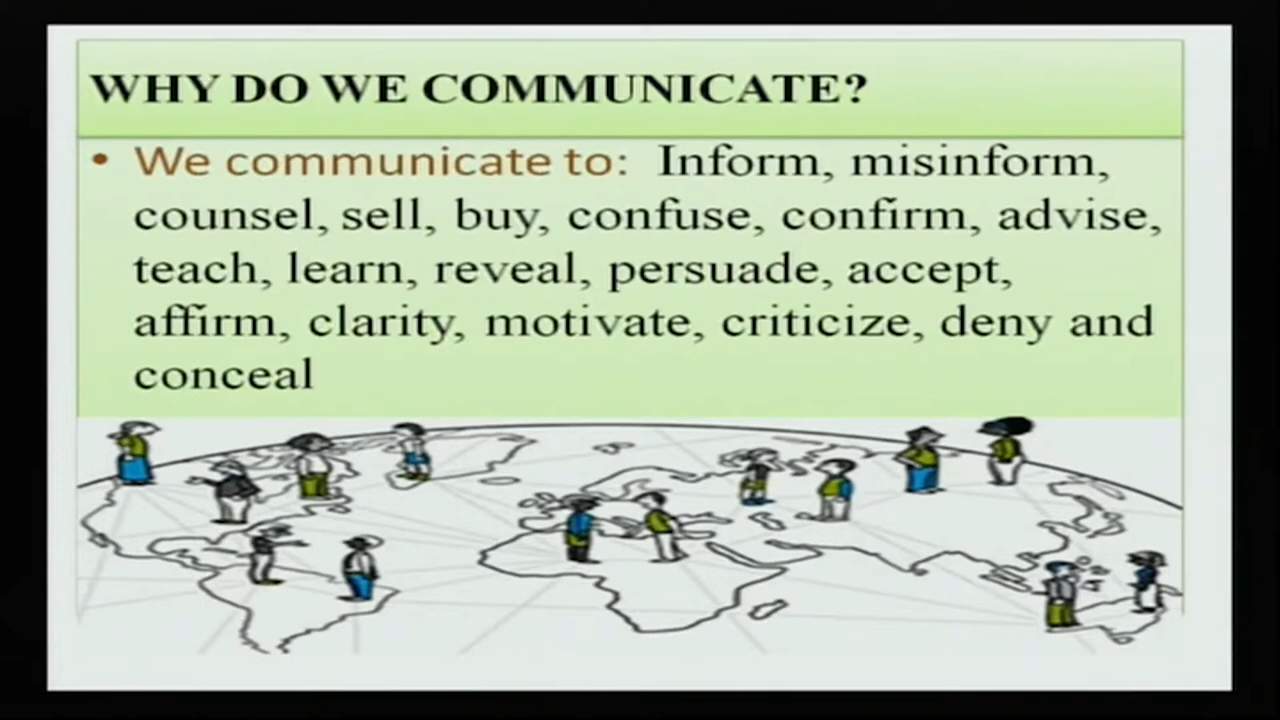 WHY DO WE COMMUNICATE?
• We communicate to: Inform, misinform,
counsel, sell, buy, confuse, confirm, advise,
teach, learn, reveal, persuade, accept,
affirm, clarity, motivate, criticize, deny and
conceal